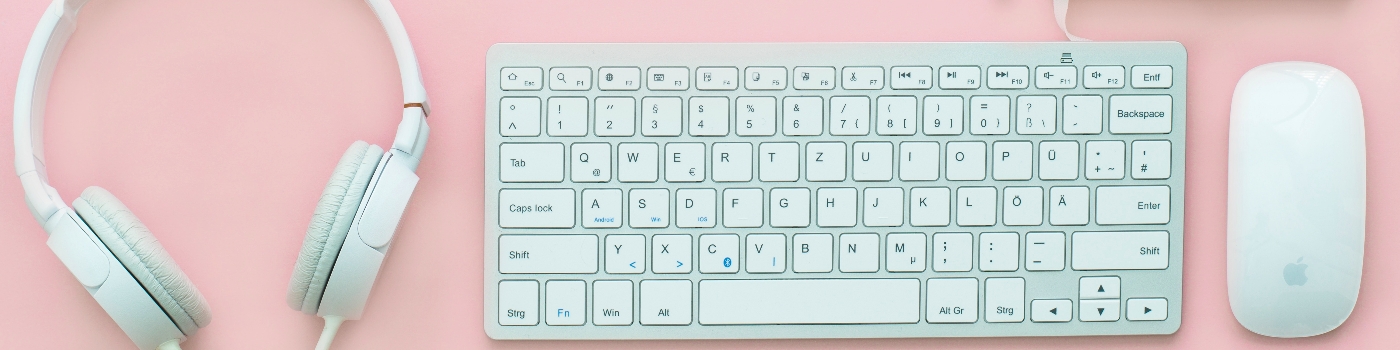 Esc F1 F2 F3 F4 F5 F6 F7 F8 F9 F10 F11 F12 Entf
° ! " § $ % & / ( ) = ? `
^ 1 2 3 4 5 6 7 { 8 [ 9 ] 0 } ß \ - Backspace
Tab Q W E R T Z U I O P Ü * '
@ € + ~ #
Caps lock A S D F G H J K L Ö Ä Enter
Android Win IOS
Shift Y X C V B N M ; : — Shift
< > | µ , . –
Strg Fn Win Alt Alt Gr Strg